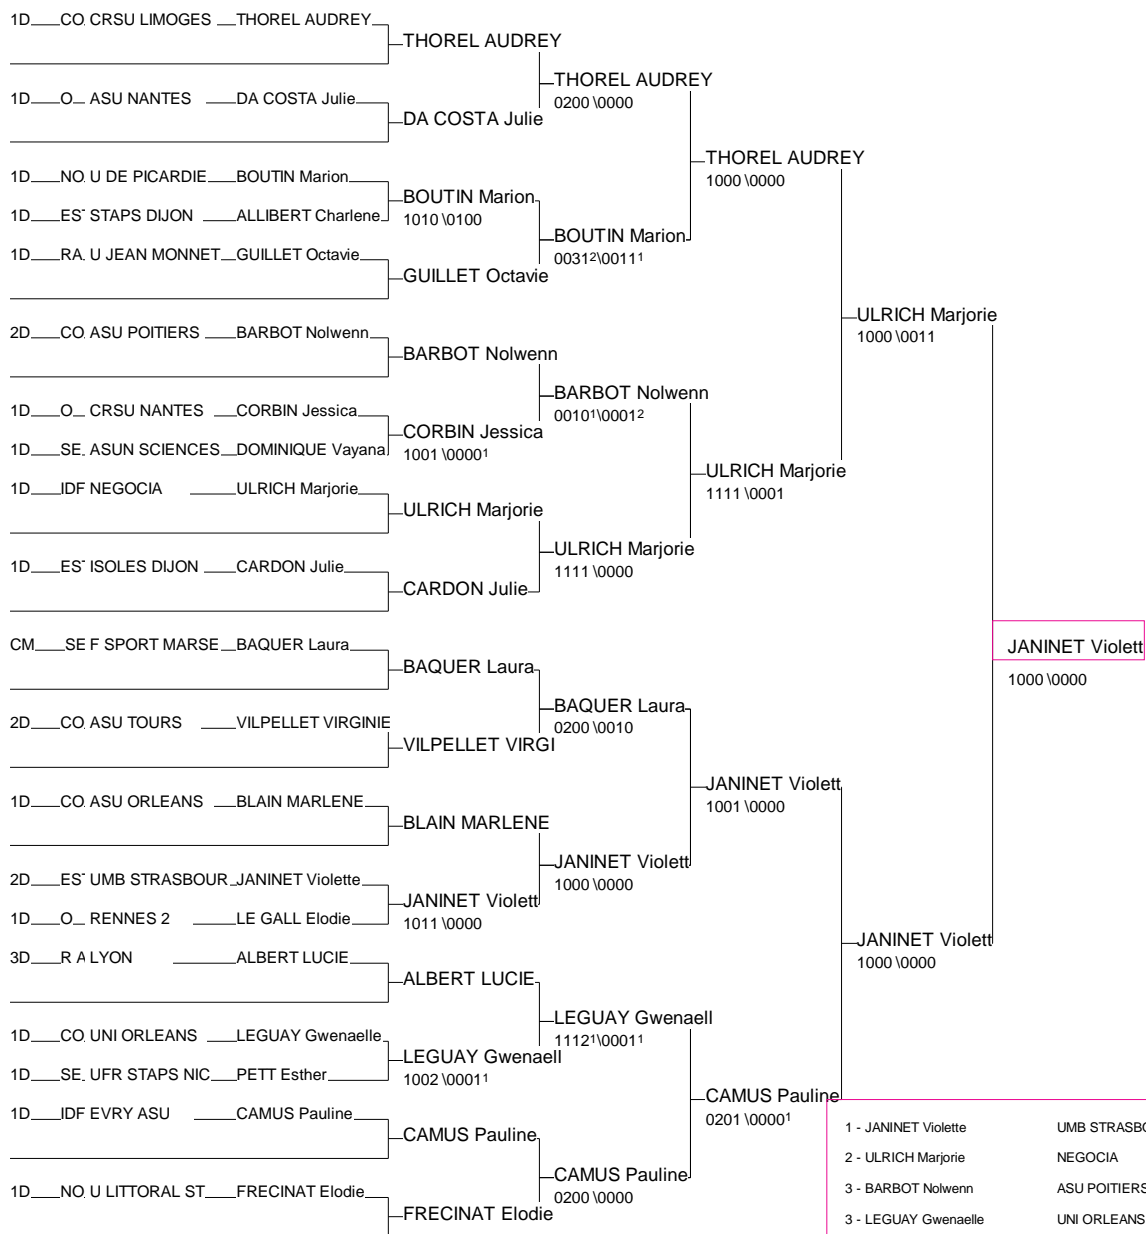 1D CO CRSU LIMOGES THOREL AUDREY
THOREL AUDREY
THOREL AUDREY
0200 \0000
1D O ASU NANTES DA COSTA Julie
DA COSTA Julie
THOREL AUDREY
1000 \0000
1D NO U DE PICARDIE BOUTIN Marion
BOUTIN Marion
1010 \0100
1D ES STAPS DIJON ALLIBERT Charlene
BOUTIN Marion
0031²\0011¹
1D RA U JEAN MONNET GUILLET Octavie
GUILLET Octavie
ULRICH Marjorie
1000 \0011
2D CO ASU POITIERS BARBOT Nolwenn
BARBOT Nolwenn
BARBOT Nolwenn
0010¹\0001²
1D O CRSU NANTES CORBIN Jessica
CORBIN Jessica
1001 \0000¹
1D SE ASUN SCIENCES DOMINIQUE Vayana
ULRICH Marjorie
1111 \0001
1D IDF NEGOCIA ULRICH Marjorie
ULRICH Marjorie
ULRICH Marjorie
1111 \0000
1D ES ISOLES DIJON CARDON Julie
CARDON Julie
JANINET Violett
1000 \0000
CM SE F SPORT MARSE BAQUER Laura
BAQUER Laura
BAQUER Laura
0200 \0010
2D CO ASU TOURS VILPELLET VIRGINIE
VILPELLET VIRGI
JANINET Violett
1001 \0000
1D CO ASU ORLEANS BLAIN MARLENE
BLAIN MARLENE
JANINET Violett
1000 \0000
2D ES UMB STRASBOUR JANINET Violette
JANINET Violett
1011 \0000
1D O RENNES 2 LE GALL Elodie
JANINET Violett
1000 \0000
3D R A LYON ALBERT LUCIE
ALBERT LUCIE
LEGUAY Gwenaell
1112¹\0001¹
1D CO UNI ORLEANS LEGUAY Gwenaelle
LEGUAY Gwenaell
1002 \0001¹
1D SE UFR STAPS NIC PETT Esther
CAMUS Pauline
0201 \0000¹
1D IDF EVRY ASU CAMUS Pauline
CAMUS Pauline
CAMUS Pauline
0200 \0000
1D NO U LITTORAL ST FRECINAT Elodie
FRECINAT Elodie
1 - JANINET Violette UMB STRASBO
2 - ULRICH Marjorie NEGOCIA
3 - BARBOT Nolwenn ASU POITIERS
3 - LEGUAY Gwenaelle UNI ORLEANS